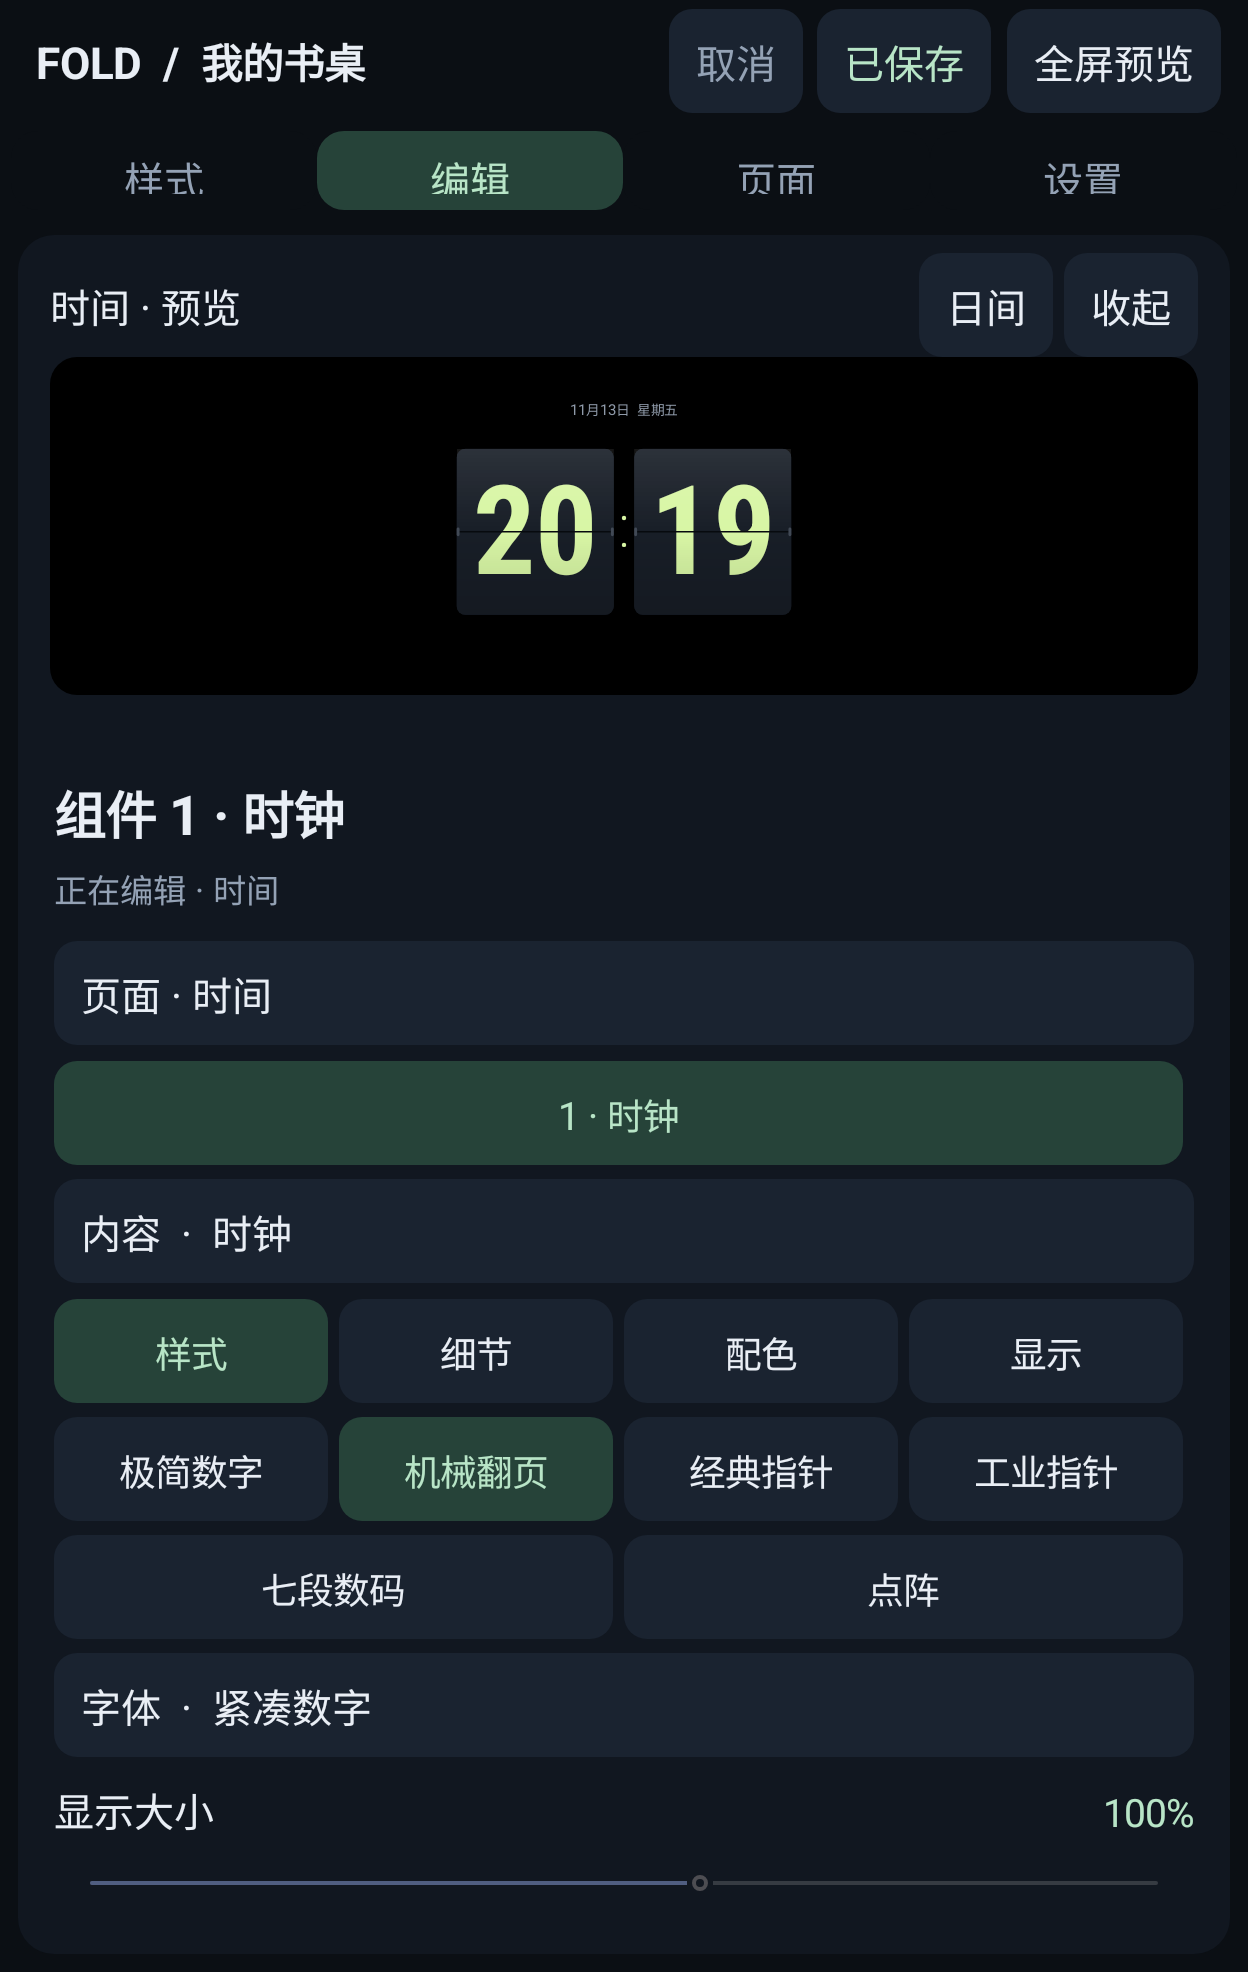 FOLD / 我的书桌 取消 已保存 全屏预览
样式 编辑 页面 设置
时间 · 预览 日间 收起
11月13日 星期五
20:19
组件 1 · 时钟
正在编辑 · 时间
页面 · 时间
1 · 时钟
内容 · 时钟
样式 细节 配色 显示
极简数字 机械翻页 经典指针 工业指针
七段数码 点阵
字体 · 紧凑数字
显示大小 100%